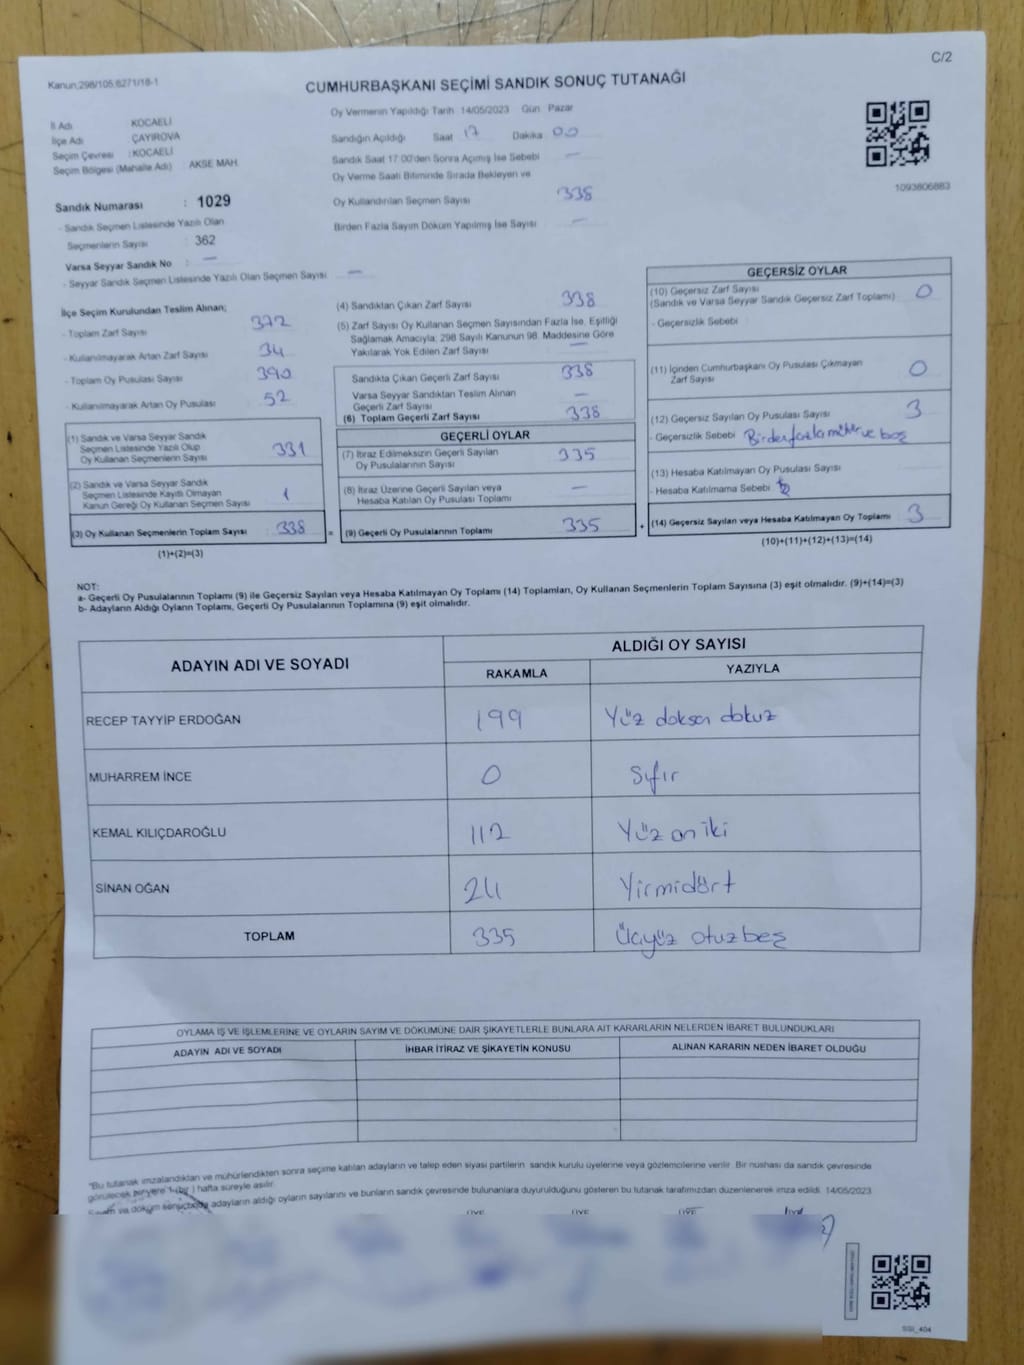 C/2
Kanun:298/105,6271/18-1
CUMHURBAŞKANI SEÇİMİ SANDIK SONUÇ TUTANAĞI
Oy Vermenin Yapıldığı Tarih 14/05/2023 Gün Pazar
İl Adı KOCAELİ
İlçe Adı ÇAYIROVA
Seçim Çevresi :KOCAELİ
Seçim Bölgesi (Mahalle Adı) : AKSE MAH.
Sandığın Açıldığı Saat 17 Dakika 00
Sandık Saat 17:00'den Sonra Açılmış İse Sebebi —
Oy Verme Saati Bitiminde Sırada Bekleyen ve
Oy Kullandırılan Seçmen Sayısı 338
Birden Fazla Sayım Döküm Yapılmış İse Sayısı —
1093806883
Sandık Numarası : 1029
- Sandık Seçmen Listesinde Yazılı Olan
Seçmenlerin Sayısı : 362
Varsa Seyyar Sandık No : —
- Seyyar Sandık Seçmen Listesinde Yazılı Olan Seçmen Sayısı —
İlçe Seçim Kurulundan Teslim Alınan;
- Toplam Zarf Sayısı 372
- Kullanılmayarak Artan Zarf Sayısı 34
- Toplam Oy Pusulası Sayısı 390
- Kullanılmayarak Artan Oy Pusulası 52
(1) Sandık ve Varsa Seyyar Sandık
Seçmen Listesinde Yazılı Olup
Oy Kullanan Seçmenlerin Sayısı 331
(2) Sandık ve Varsa Seyyar Sandık
Seçmen Listesinde Kayıtlı Olmayan
Kanun Gereği Oy Kullanan Seçmen Sayısı 1
(3) Oy Kullanan Seçmenlerin Toplam Sayısı 338
(1)+(2)=(3)
(4) Sandıktan Çıkan Zarf Sayısı 338
(5) Zarf Sayısı Oy Kullanan Seçmen Sayısından Fazla İse, Eşitliği
Sağlamak Amacıyla; 298 Sayılı Kanunun 98. Maddesine Göre
Yakılarak Yok Edilen Zarf Sayısı —
Sandıkta Çıkan Geçerli Zarf Sayısı 338
Varsa Seyyar Sandıktan Teslim Alınan
Geçerli Zarf Sayısı —
(6) Toplam Geçerli Zarf Sayısı 338
GEÇERLİ OYLAR
(7) İtiraz Edilmeksizin Geçerli Sayılan
Oy Pusulalarının Sayısı 335
(8) İtiraz Üzerine Geçerli Sayılan veya
Hesaba Katılan Oy Pusulası Toplamı —
= (9) Geçerli Oy Pusulalarının Toplamı 335 +
GEÇERSİZ OYLAR
(10) Geçersiz Zarf Sayısı
(Sandık ve Varsa Seyyar Sandık Geçersiz Zarf Toplamı) 0
- Geçersizlik Sebebi
(11) İçinden Cumhurbaşkanı Oy Pusulası Çıkmayan
Zarf Sayısı 0
(12) Geçersiz Sayılan Oy Pusulası Sayısı 3
- Geçersizlik Sebebi Birden fazla mühür ve boş
(13) Hesaba Katılmayan Oy Pusulası Sayısı
- Hesaba Katılmama Sebebi
(14) Geçersiz Sayılan veya Hesaba Katılmayan Oy Toplamı 3
(10)+(11)+(12)+(13)=(14)
NOT:
a- Geçerli Oy Pusulalarının Toplamı (9) ile Geçersiz Sayılan veya Hesaba Katılmayan Oy Toplamı (14) Toplamları, Oy Kullanan Seçmenlerin Toplam Sayısına (3) eşit olmalıdır. (9)+(14)=(3)
b- Adayların Aldığı Oyların Toplamı, Geçerli Oy Pusulalarının Toplamına (9) eşit olmalıdır.
ADAYIN ADI VE SOYADI ALDIĞI OY SAYISI
RAKAMLA YAZIYLA
RECEP TAYYİP ERDOĞAN 199 Yüz doksan dokuz
MUHARREM İNCE 0 Sıfır
KEMAL KILIÇDAROĞLU 112 Yüz on iki
SİNAN OĞAN 24 Yirmidört
TOPLAM 335 Üçyüz otuz beş
OYLAMA İŞ VE İŞLEMLERİNE VE OYLARIN SAYIM VE DÖKÜMÜNE DAİR ŞİKAYETLERLE BUNLARA AİT KARARLARIN NELERDEN İBARET BULUNDUKLARI
ADAYIN ADI VE SOYADI İHBAR İTİRAZ VE ŞİKAYETİN KONUSU ALINAN KARARIN NEDEN İBARET OLDUĞU
"Bu tutanak imzalandıktan ve mühürlendikten sonra seçime katılan adayların ve talep eden siyasi partilerin sandık kurulu üyelerine veya gözlemcilerine verilir. Bir nüshası da sandık çevresinde
görülecek bir yere 1 (bir ) hafta süreyle asılır.
Sayım ve döküm sonucunda adayların aldığı oyların sayılarını ve bunların sandık çevresinde bulunanlara duyurulduğunu gösteren bu tutanak tarafımızdan düzenlenerek imza edildi. 14/05/2023
ÜYE ÜYE ÜYE ÜYE
SSI_404